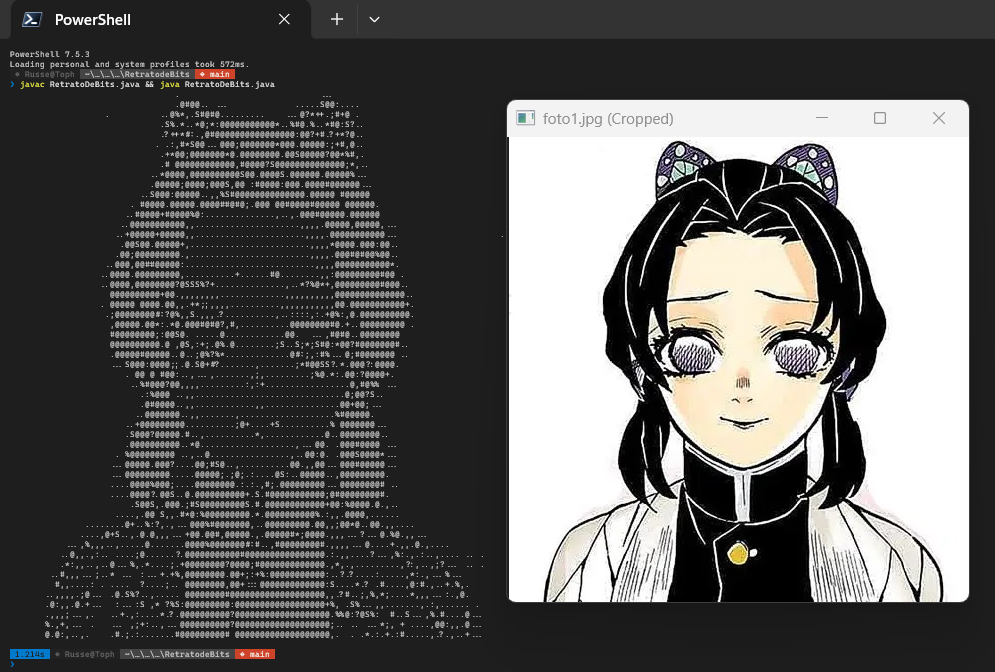 PowerShell
PowerShell 7.5.3
Loading personal and system profiles took 572ms.
Russe@Toph ~\…\…\…\RetratodeBits main
❯ javac RetratoDeBits.java && java RetratoDeBits.java
foto1.jpg (Cropped)
1.214s Russe@Toph ~\…\…\…\RetratodeBits main
❯